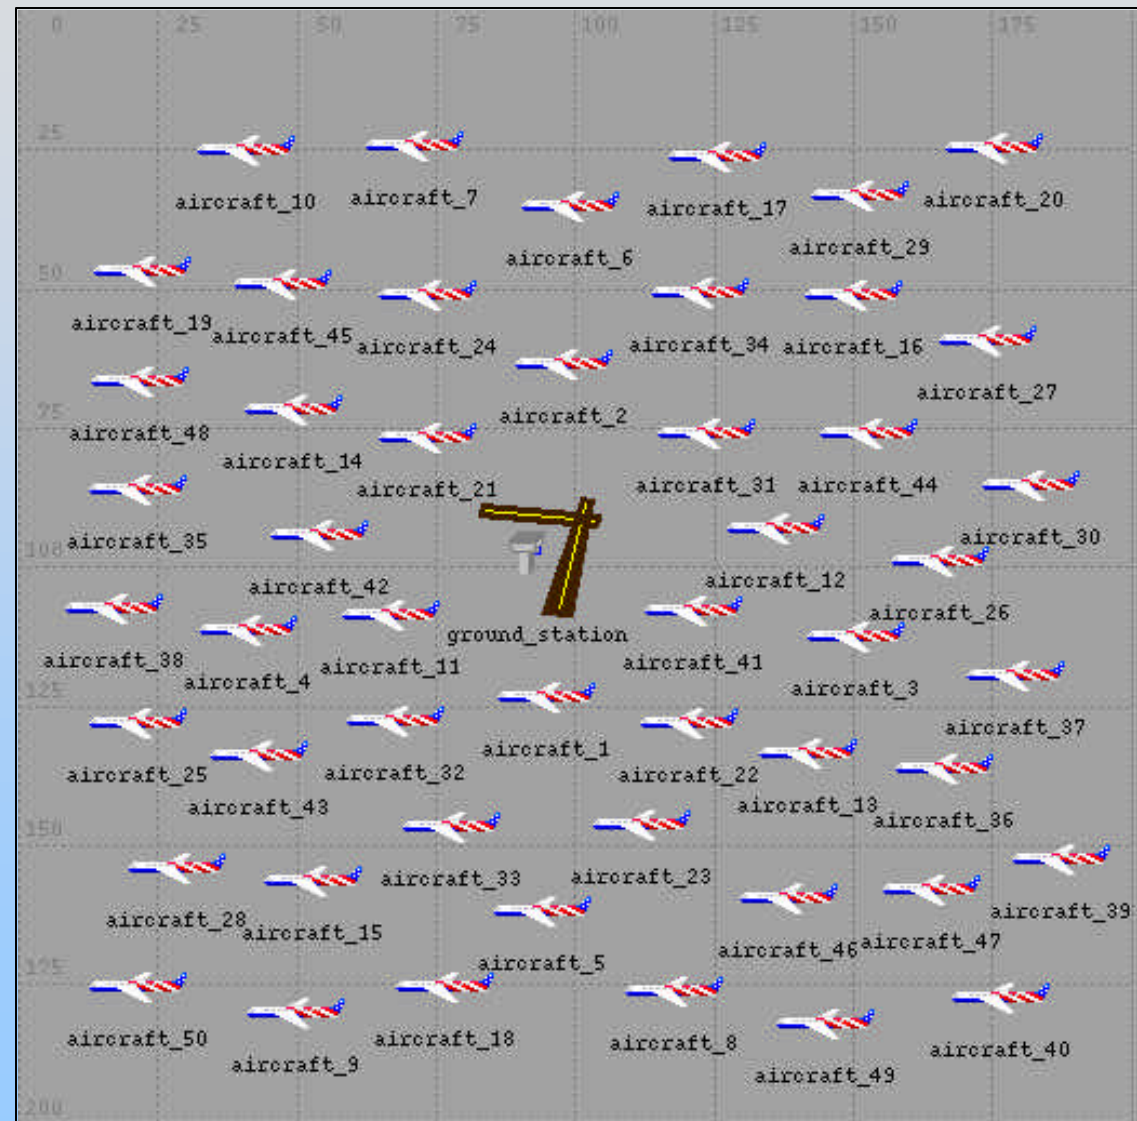 0 25 50 75 100 125 150 175
25
aircraft_10 aircraft_7 aircraft_17 aircraft_20
aircraft_6 aircraft_29
50
aircraft_19 aircraft_45 aircraft_24 aircraft_34 aircraft_16
aircraft_27
aircraft_2
75
aircraft_48 aircraft_14
aircraft_21 aircraft_31 aircraft_44
aircraft_35 aircraft_30
100
aircraft_42 aircraft_12
aircraft_26
ground_station
aircraft_38 aircraft_11 aircraft_41
aircraft_4 aircraft_3
125
aircraft_37
aircraft_1
aircraft_25 aircraft_32 aircraft_22
aircraft_43 aircraft_13
aircraft_36
150
aircraft_33 aircraft_23
aircraft_28 aircraft_39
aircraft_15
aircraft_46 aircraft_47
aircraft_5
175
aircraft_50 aircraft_18 aircraft_8 aircraft_40
aircraft_9 aircraft_49
200